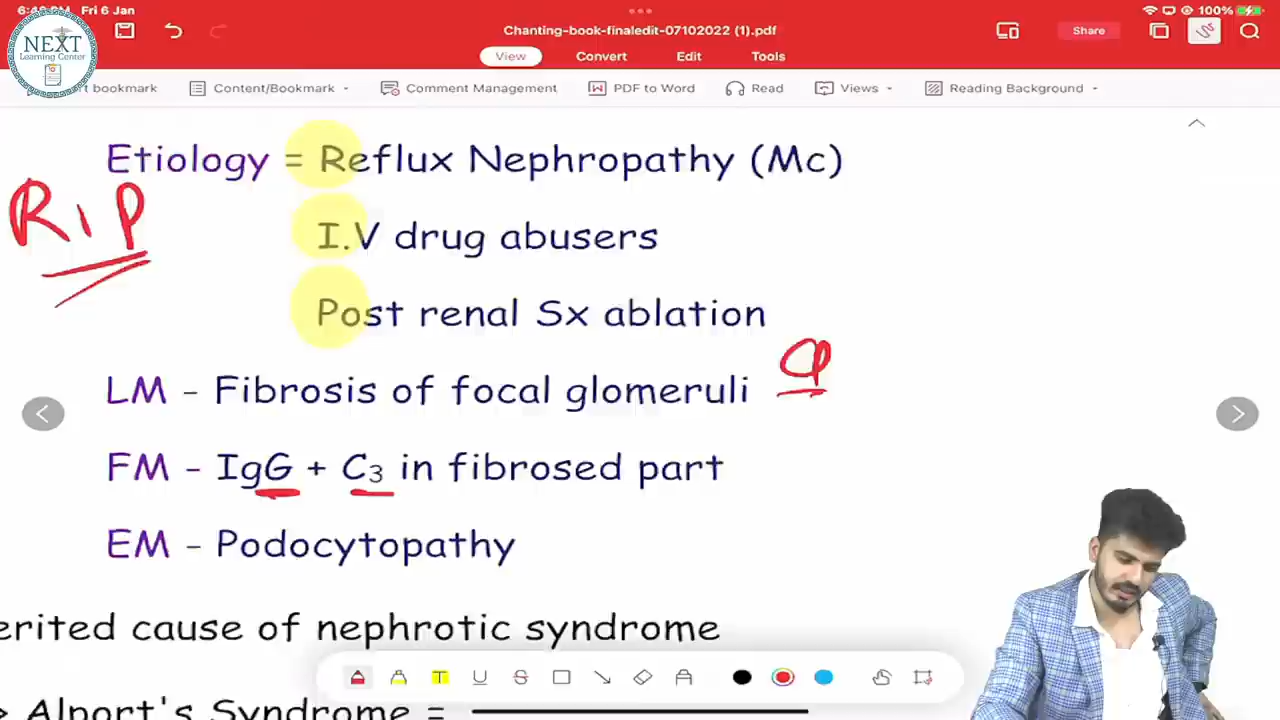 6:46 PM Fri 6 Jan
100%
NEXT
Learning Center
Chanting-book-finaledit-07102022 (1).pdf
Share
View Convert Edit Tools
bookmark Content/Bookmark Comment Management PDF to Word Read Views Reading Background
Etiology = Reflux Nephropathy (Mc)
RIP
I.V drug abusers
Post renal Sx ablation
LM - Fibrosis of focal glomeruli
FM - IgG + C3 in fibrosed part
EM - Podocytopathy
erited cause of nephrotic syndrome
Alport's Syndrome =